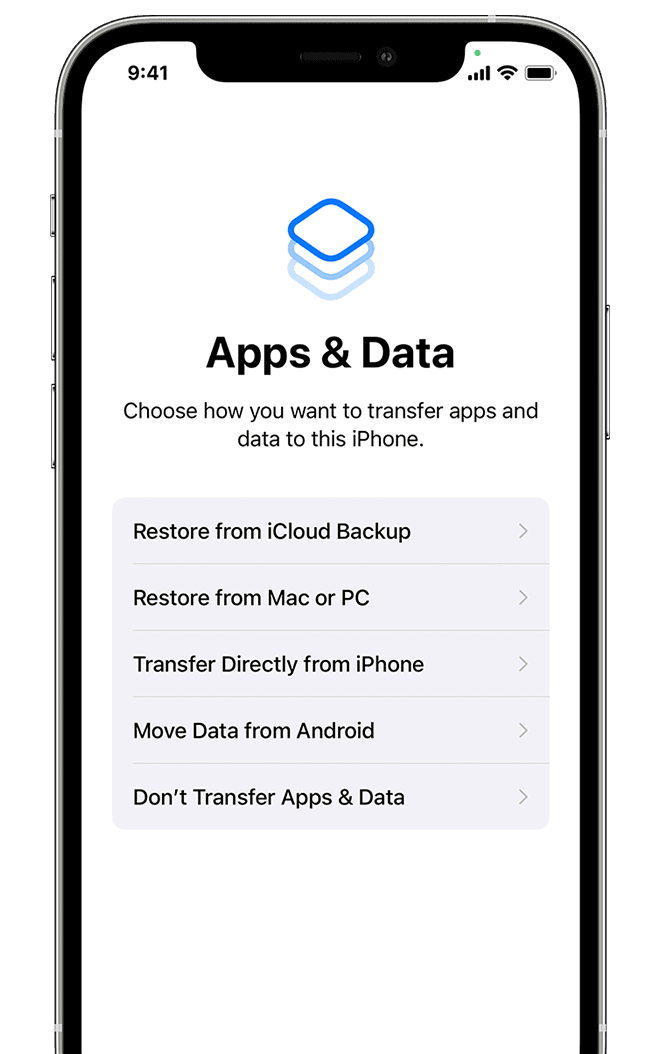 9:41
Apps & Data
Choose how you want to transfer apps and
data to this iPhone.
Restore from iCloud Backup
Restore from Mac or PC
Transfer Directly from iPhone
Move Data from Android
Don’t Transfer Apps & Data